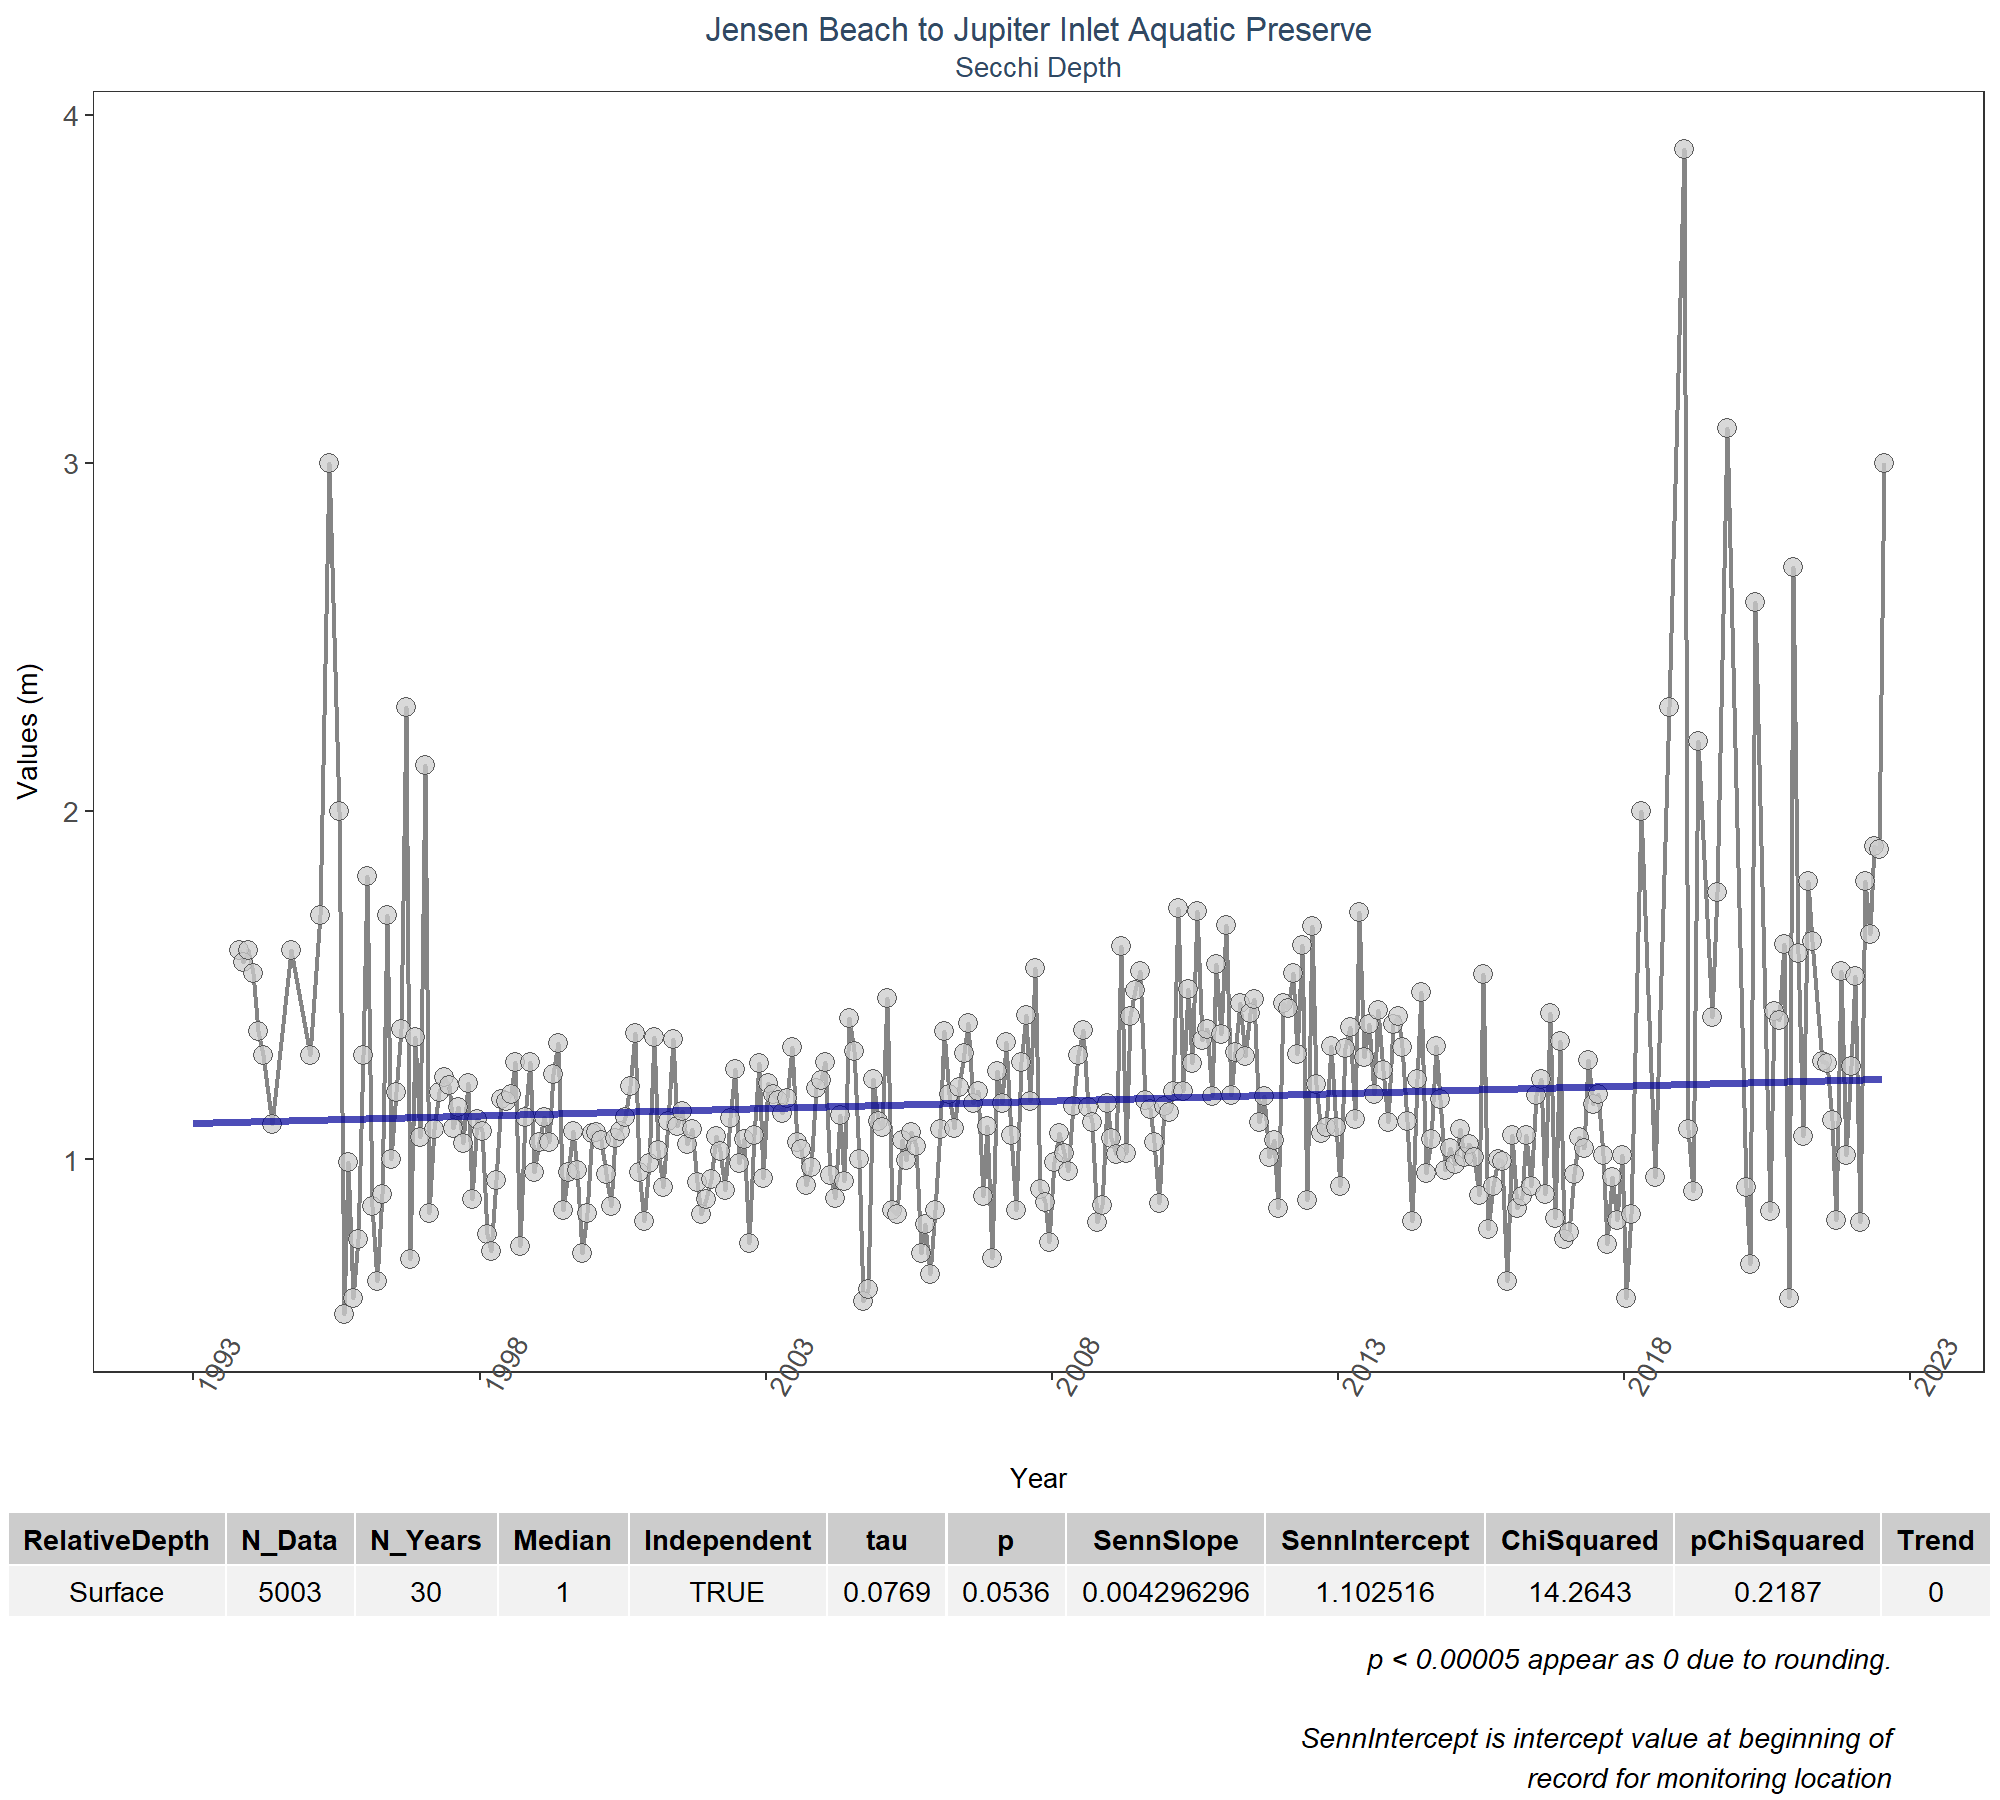 Jensen Beach to Jupiter Inlet Aquatic Preserve
Secchi Depth
Values (m)
4
3
2
1
1993 1998 2003 2008 2013 2018 2023
Year
RelativeDepth N_Data N_Years Median Independent tau p SennSlope SennIntercept ChiSquared pChiSquared Trend
Surface 5003 30 1 TRUE 0.0769 0.0536 0.004296296 1.102516 14.2643 0.2187 0
p < 0.00005 appear as 0 due to rounding.
SennIntercept is intercept value at beginning of
record for monitoring location